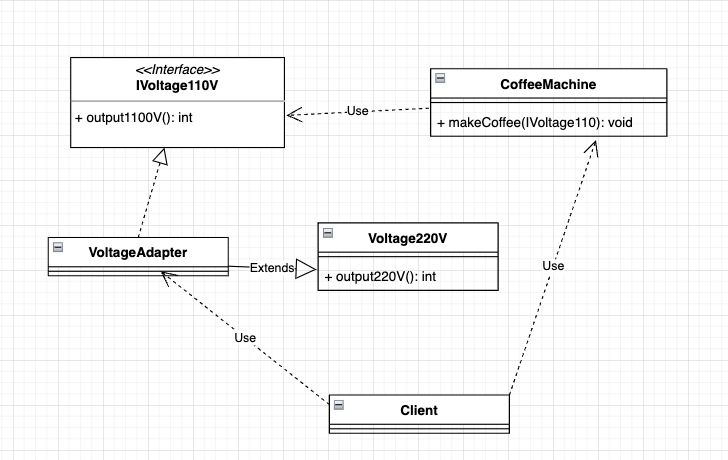 <<Interface>>
IVoltage110V
+ output1100V(): int
Use
CoffeeMachine
+ makeCoffee(IVoltage110): void
VoltageAdapter
Extends
Voltage220V
+ output220V(): int
Use
Use
Client